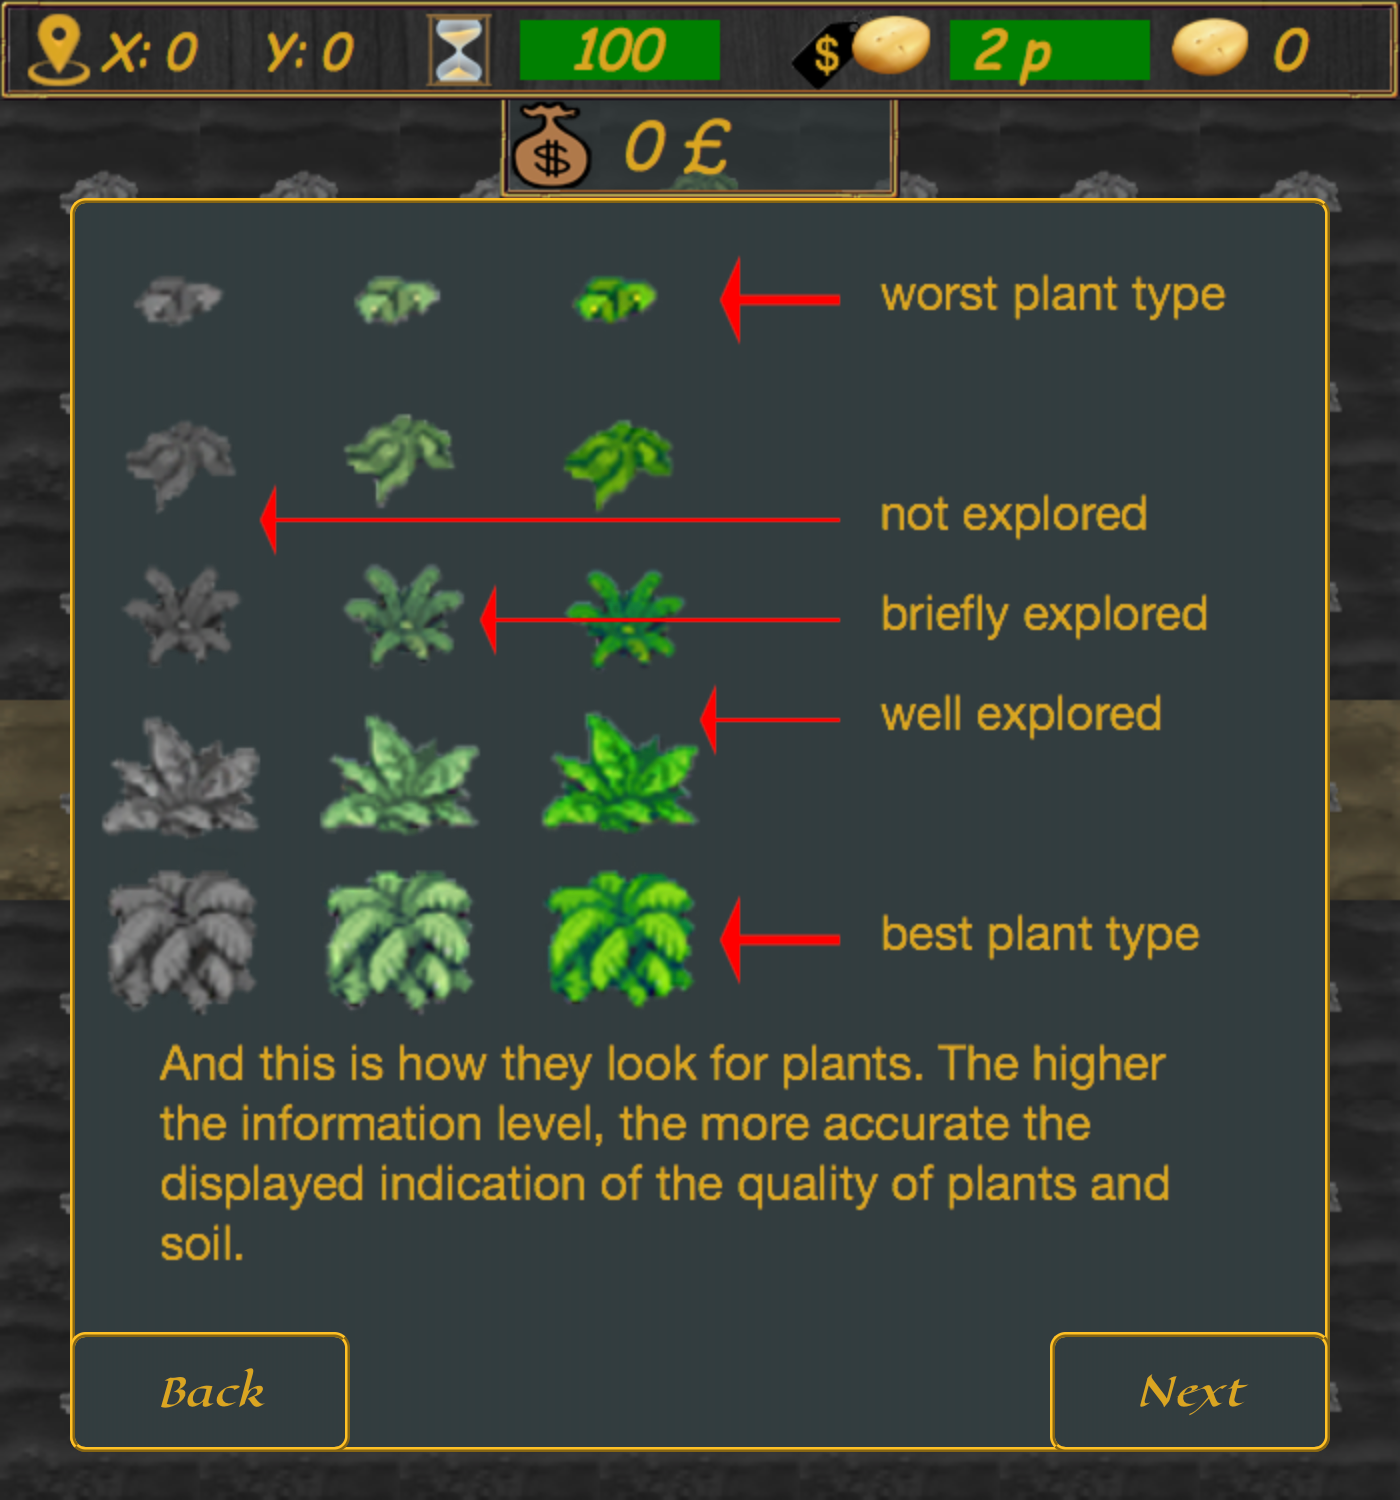 X: 0 Y: 0 100 $ 2 p 0
$ 0 £
worst plant type
not explored
briefly explored
well explored
best plant type
And this is how they look for plants. The higher
the information level, the more accurate the
displayed indication of the quality of plants and
soil.
Back Next